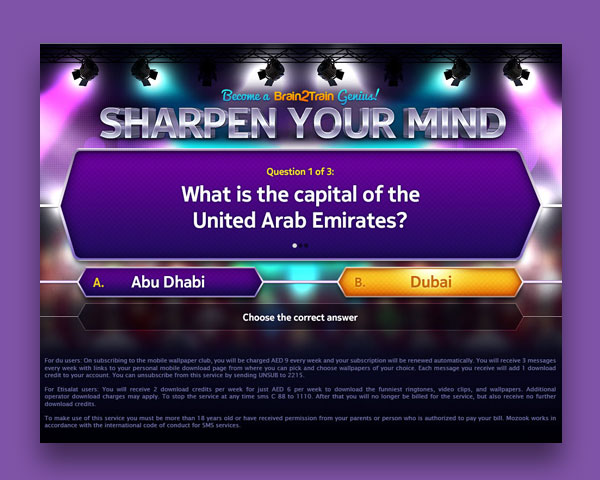 Become a Brain2Train Genius!
SHARPEN YOUR MIND
Question 1 of 3:
What is the capital of the
United Arab Emirates?
A. Abu Dhabi
B. Dubai
Choose the correct answer
For du users: On subscribing to the mobile wallpaper club, you will be charged AED 9 every week and your subscription will be renewed automatically. You will receive 3 messages
every week with links to your personal mobile download page from where you can pick and choose wallpapers of your choice. Each message you receive will add 1 download
credit to your account. You can unsubscribe from this service by sending UNSUB to 2215.
For Etisalat users: You will receive 2 download credits per week for just AED 6 per week to download the funniest ringtones, video clips, and wallpapers. Additional
operator download charges may apply. To stop the service at any time sms C 88 to 1110. After that you will no longer be billed for the service, but also receive no further
download credits.
To make use of this service you must be more than 18 years old or have received permission from your parents or person who is authorized to pay your bill. Mozook works in
accordance with the international code of conduct for SMS services.